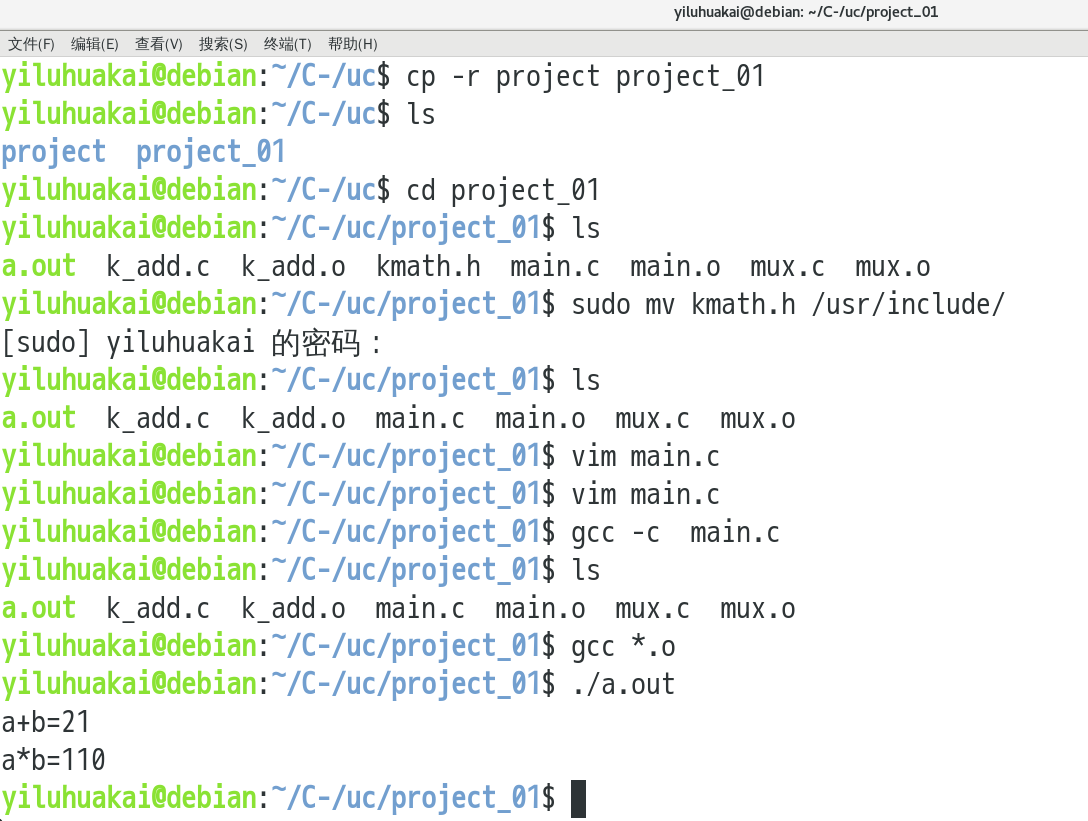 yiluhuakai@debian: ~/C-/uc/project_01
文件(F) 编辑(E) 查看(V) 搜索(S) 终端(T) 帮助(H)
yiluhuakai@debian:~/C-/uc$ cp -r project project_01
yiluhuakai@debian:~/C-/uc$ ls
project  project_01
yiluhuakai@debian:~/C-/uc$ cd project_01
yiluhuakai@debian:~/C-/uc/project_01$ ls
a.out  k_add.c  k_add.o  kmath.h  main.c  main.o  mux.c  mux.o
yiluhuakai@debian:~/C-/uc/project_01$ sudo mv kmath.h /usr/include/
[sudo] yiluhuakai 的密码：
yiluhuakai@debian:~/C-/uc/project_01$ ls
a.out  k_add.c  k_add.o  main.c  main.o  mux.c  mux.o
yiluhuakai@debian:~/C-/uc/project_01$ vim main.c
yiluhuakai@debian:~/C-/uc/project_01$ vim main.c
yiluhuakai@debian:~/C-/uc/project_01$ gcc -c  main.c
yiluhuakai@debian:~/C-/uc/project_01$ ls
a.out  k_add.c  k_add.o  main.c  main.o  mux.c  mux.o
yiluhuakai@debian:~/C-/uc/project_01$ gcc *.o
yiluhuakai@debian:~/C-/uc/project_01$ ./a.out
a+b=21
a*b=110
yiluhuakai@debian:~/C-/uc/project_01$